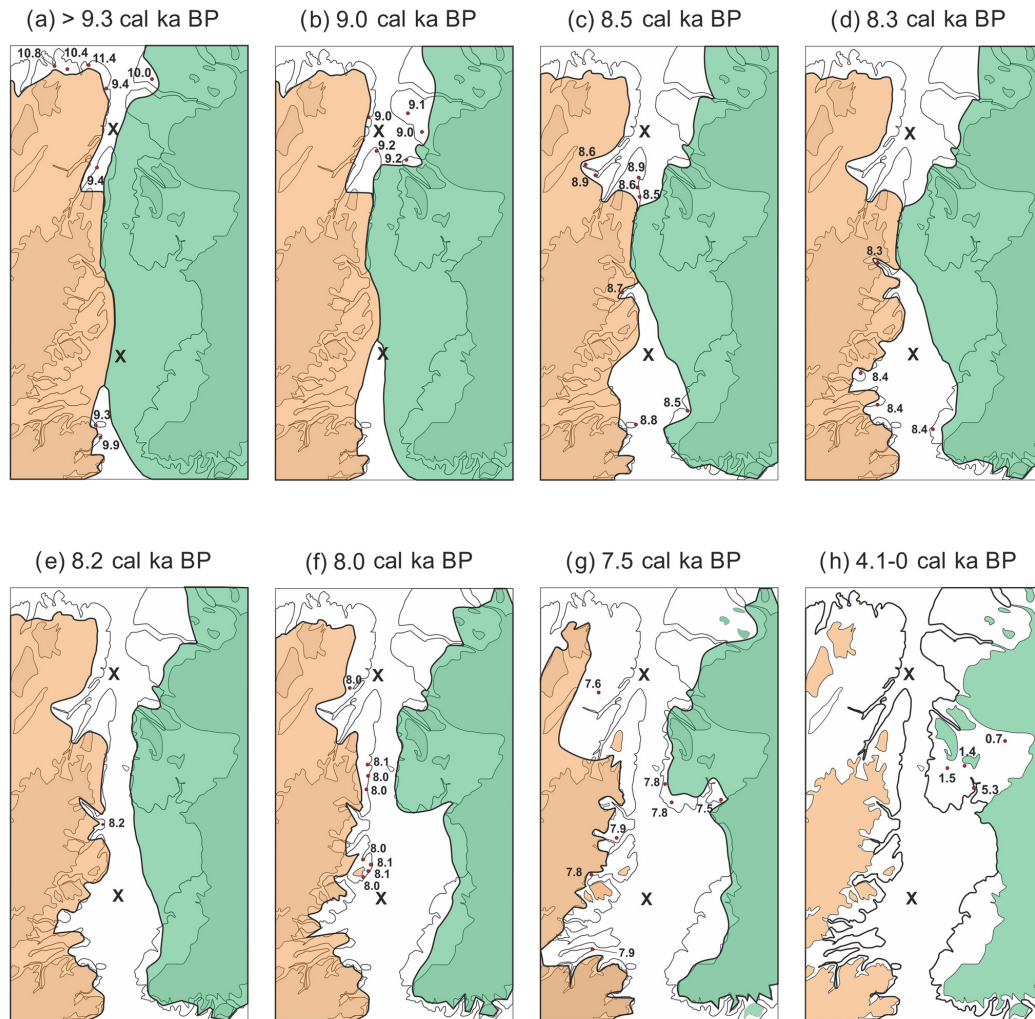 (a) > 9.3 cal ka BP
(b) 9.0 cal ka BP
(c) 8.5 cal ka BP
(d) 8.3 cal ka BP
10.8
10.4
11.4
10.0
9.4
X
9.4
X
9.3
9.9
9.0
9.1
X
9.0
9.2
9.2
X
X
8.6
8.9
8.9
8.6
8.5
8.7
X
8.5
8.8
X
8.3
X
8.4
8.4
8.4
(e) 8.2 cal ka BP
(f) 8.0 cal ka BP
(g) 7.5 cal ka BP
(h) 4.1-0 cal ka BP
X
8.2
X
X
8.0
8.1
8.0
8.0
8.1
8.1
8.0
X
X
7.6
7.8
7.8
7.5
7.9
7.8
X
7.9
X
0.7
1.4
1.5
5.3
X